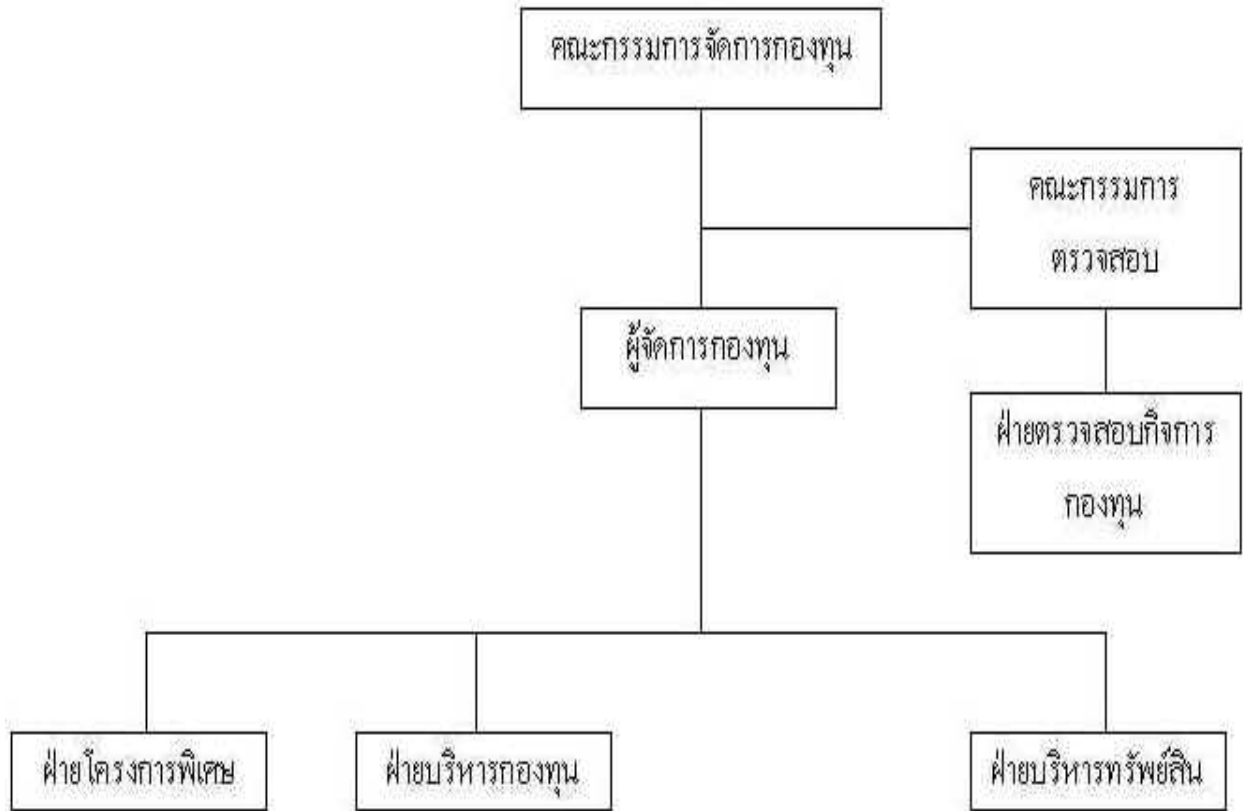 คณะกรรมการจัดการกองทุน
คณะกรรมการ
ตรวจสอบ
ผู้จัดการกองทุน
ฝ่ายตรวจสอบกิจการ
กองทุน
ฝ่ายโครงการพิเศษ
ฝ่ายบริหารกองทุน
ฝ่ายบริหารทรัพย์สิน